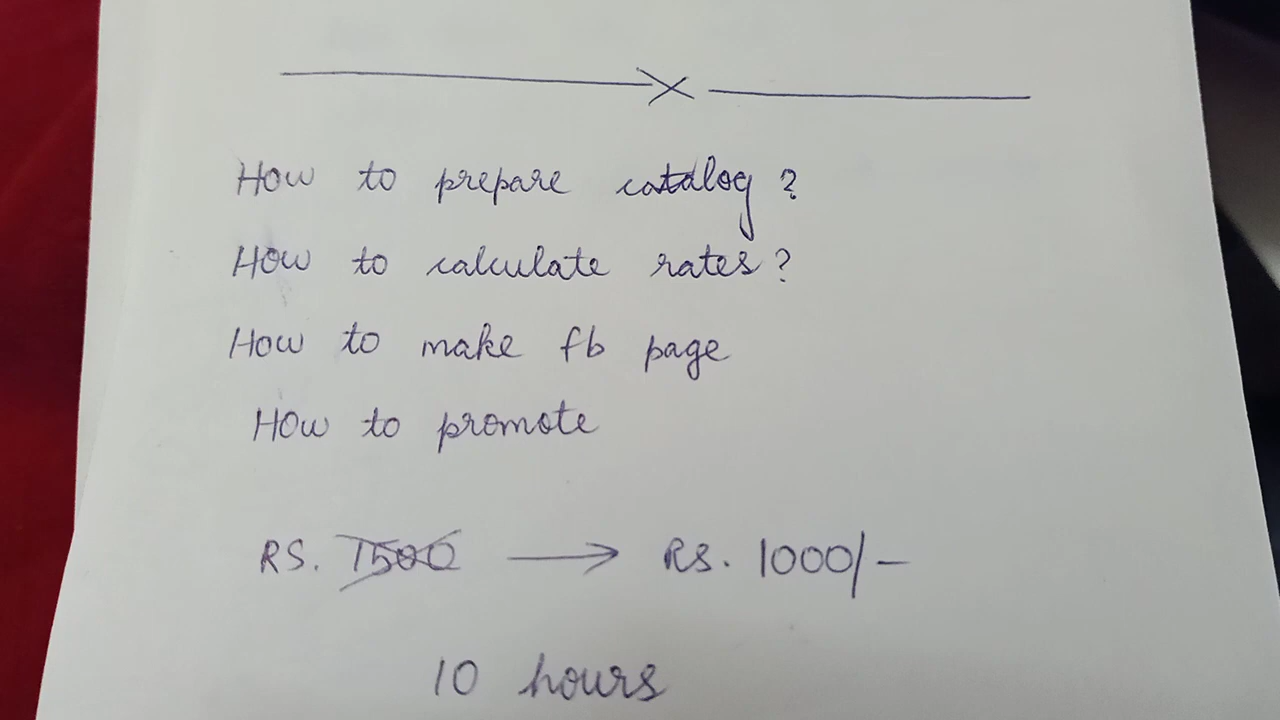 How to prepare catalog ?
How to calculate rates ?
How to make fb page
How to promote
RS. 1500 → RS. 1000/-
10 hours